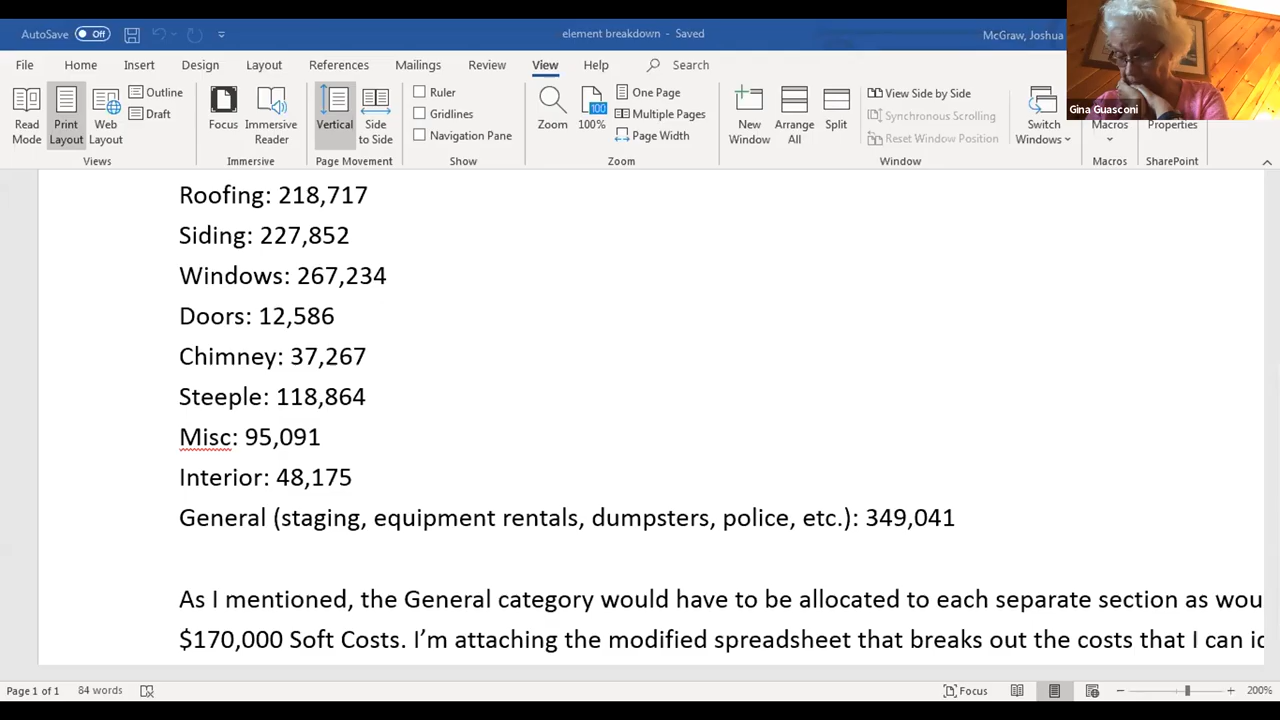 AutoSave Off
element breakdown - Saved
McGraw, Joshua
File Home Insert Design Layout References Mailings Review View Help Search
Read Mode
Print Layout
Web Layout
Outline
Draft
Views
Focus
Immersive Reader
Immersive
Vertical
Side to Side
Page Movement
Ruler
Gridlines
Navigation Pane
Show
Zoom
100
100%
One Page
Multiple Pages
Page Width
Zoom
New Window
Arrange All
Split
View Side by Side
Synchronous Scrolling
Reset Window Position
Window
Switch Windows
Macros
Macros
Properties
SharePoint
Gina Guasconi
Roofing: 218,717
Siding: 227,852
Windows: 267,234
Doors: 12,586
Chimney: 37,267
Steeple: 118,864
Misc: 95,091
Interior: 48,175
General (staging, equipment rentals, dumpsters, police, etc.): 349,041
As I mentioned, the General category would have to be allocated to each separate section as wou
$170,000 Soft Costs. I'm attaching the modified spreadsheet that breaks out the costs that I can
Page 1 of 1 84 words Focus 200%